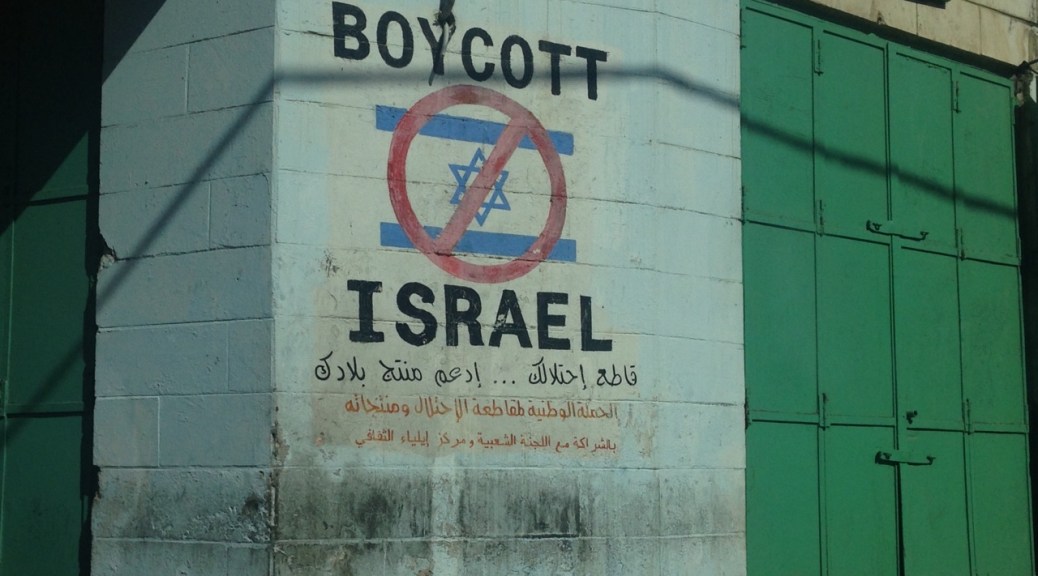 BOYCOTT
ISRAEL
قاطع إحتلالك ... إدعم منتج بلادك
الحملة الوطنية لمقاطعة الإحتلال ومنتجاته
بالشراكة مع اللجنة الشعبية ومركز إيلياء الثقافي